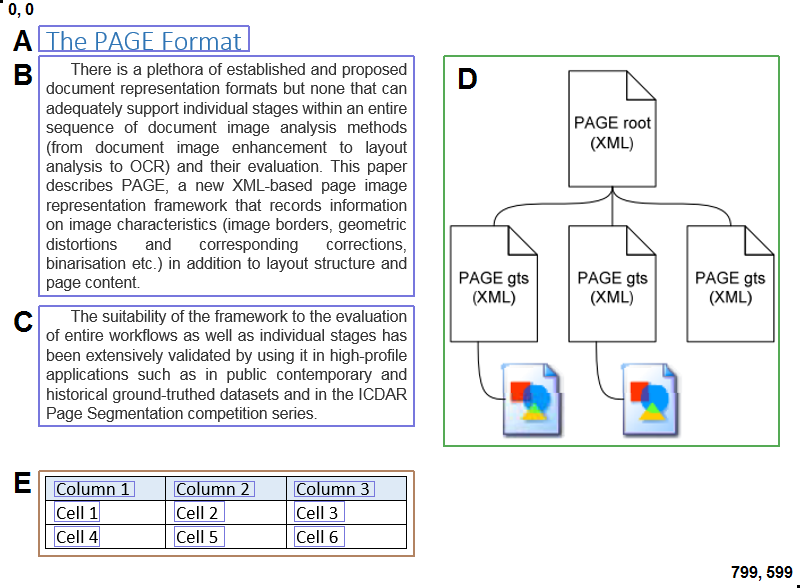 0, 0
A
The PAGE Format
B
There is a plethora of established and proposed
document representation formats but none that can
adequately support individual stages within an entire
sequence of document image analysis methods
(from document image enhancement to layout
analysis to OCR) and their evaluation. This paper
describes PAGE, a new XML-based page image
representation framework that records information
on image characteristics (image borders, geometric
distortions and corresponding corrections,
binarisation etc.) in addition to layout structure and
page content.
C
The suitability of the framework to the evaluation
of entire workflows as well as individual stages has
been extensively validated by using it in high-profile
applications such as in public contemporary and
historical ground-truthed datasets and in the ICDAR
Page Segmentation competition series.
D
PAGE root
(XML)
PAGE gts
(XML)
PAGE gts
(XML)
PAGE gts
(XML)
E
Column 1 Column 2 Column 3
Cell 1 Cell 2 Cell 3
Cell 4 Cell 5 Cell 6
799, 599